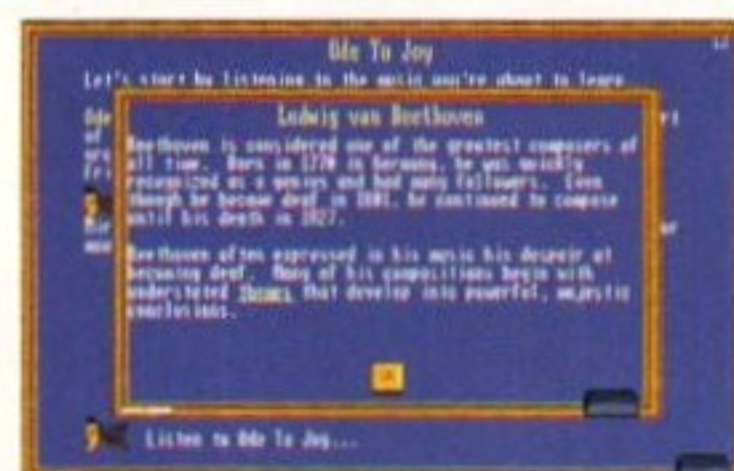 Ode To Joy
Let's start by listening to the music you're about to learn.
Ludwig van Beethoven
Beethoven is considered one of the greatest composers of
all time. Born in 1770 in Germany, he was quickly
recognized as a genius and had many followers. Even
though he became deaf in 1801, he continued to compose
until his death in 1827.
Beethoven often expressed in his music his despair at
becoming deaf. Many of his compositions begin with
understated themes that develop into powerful, majestic
conclusions.
Listen to Ode To Joy...